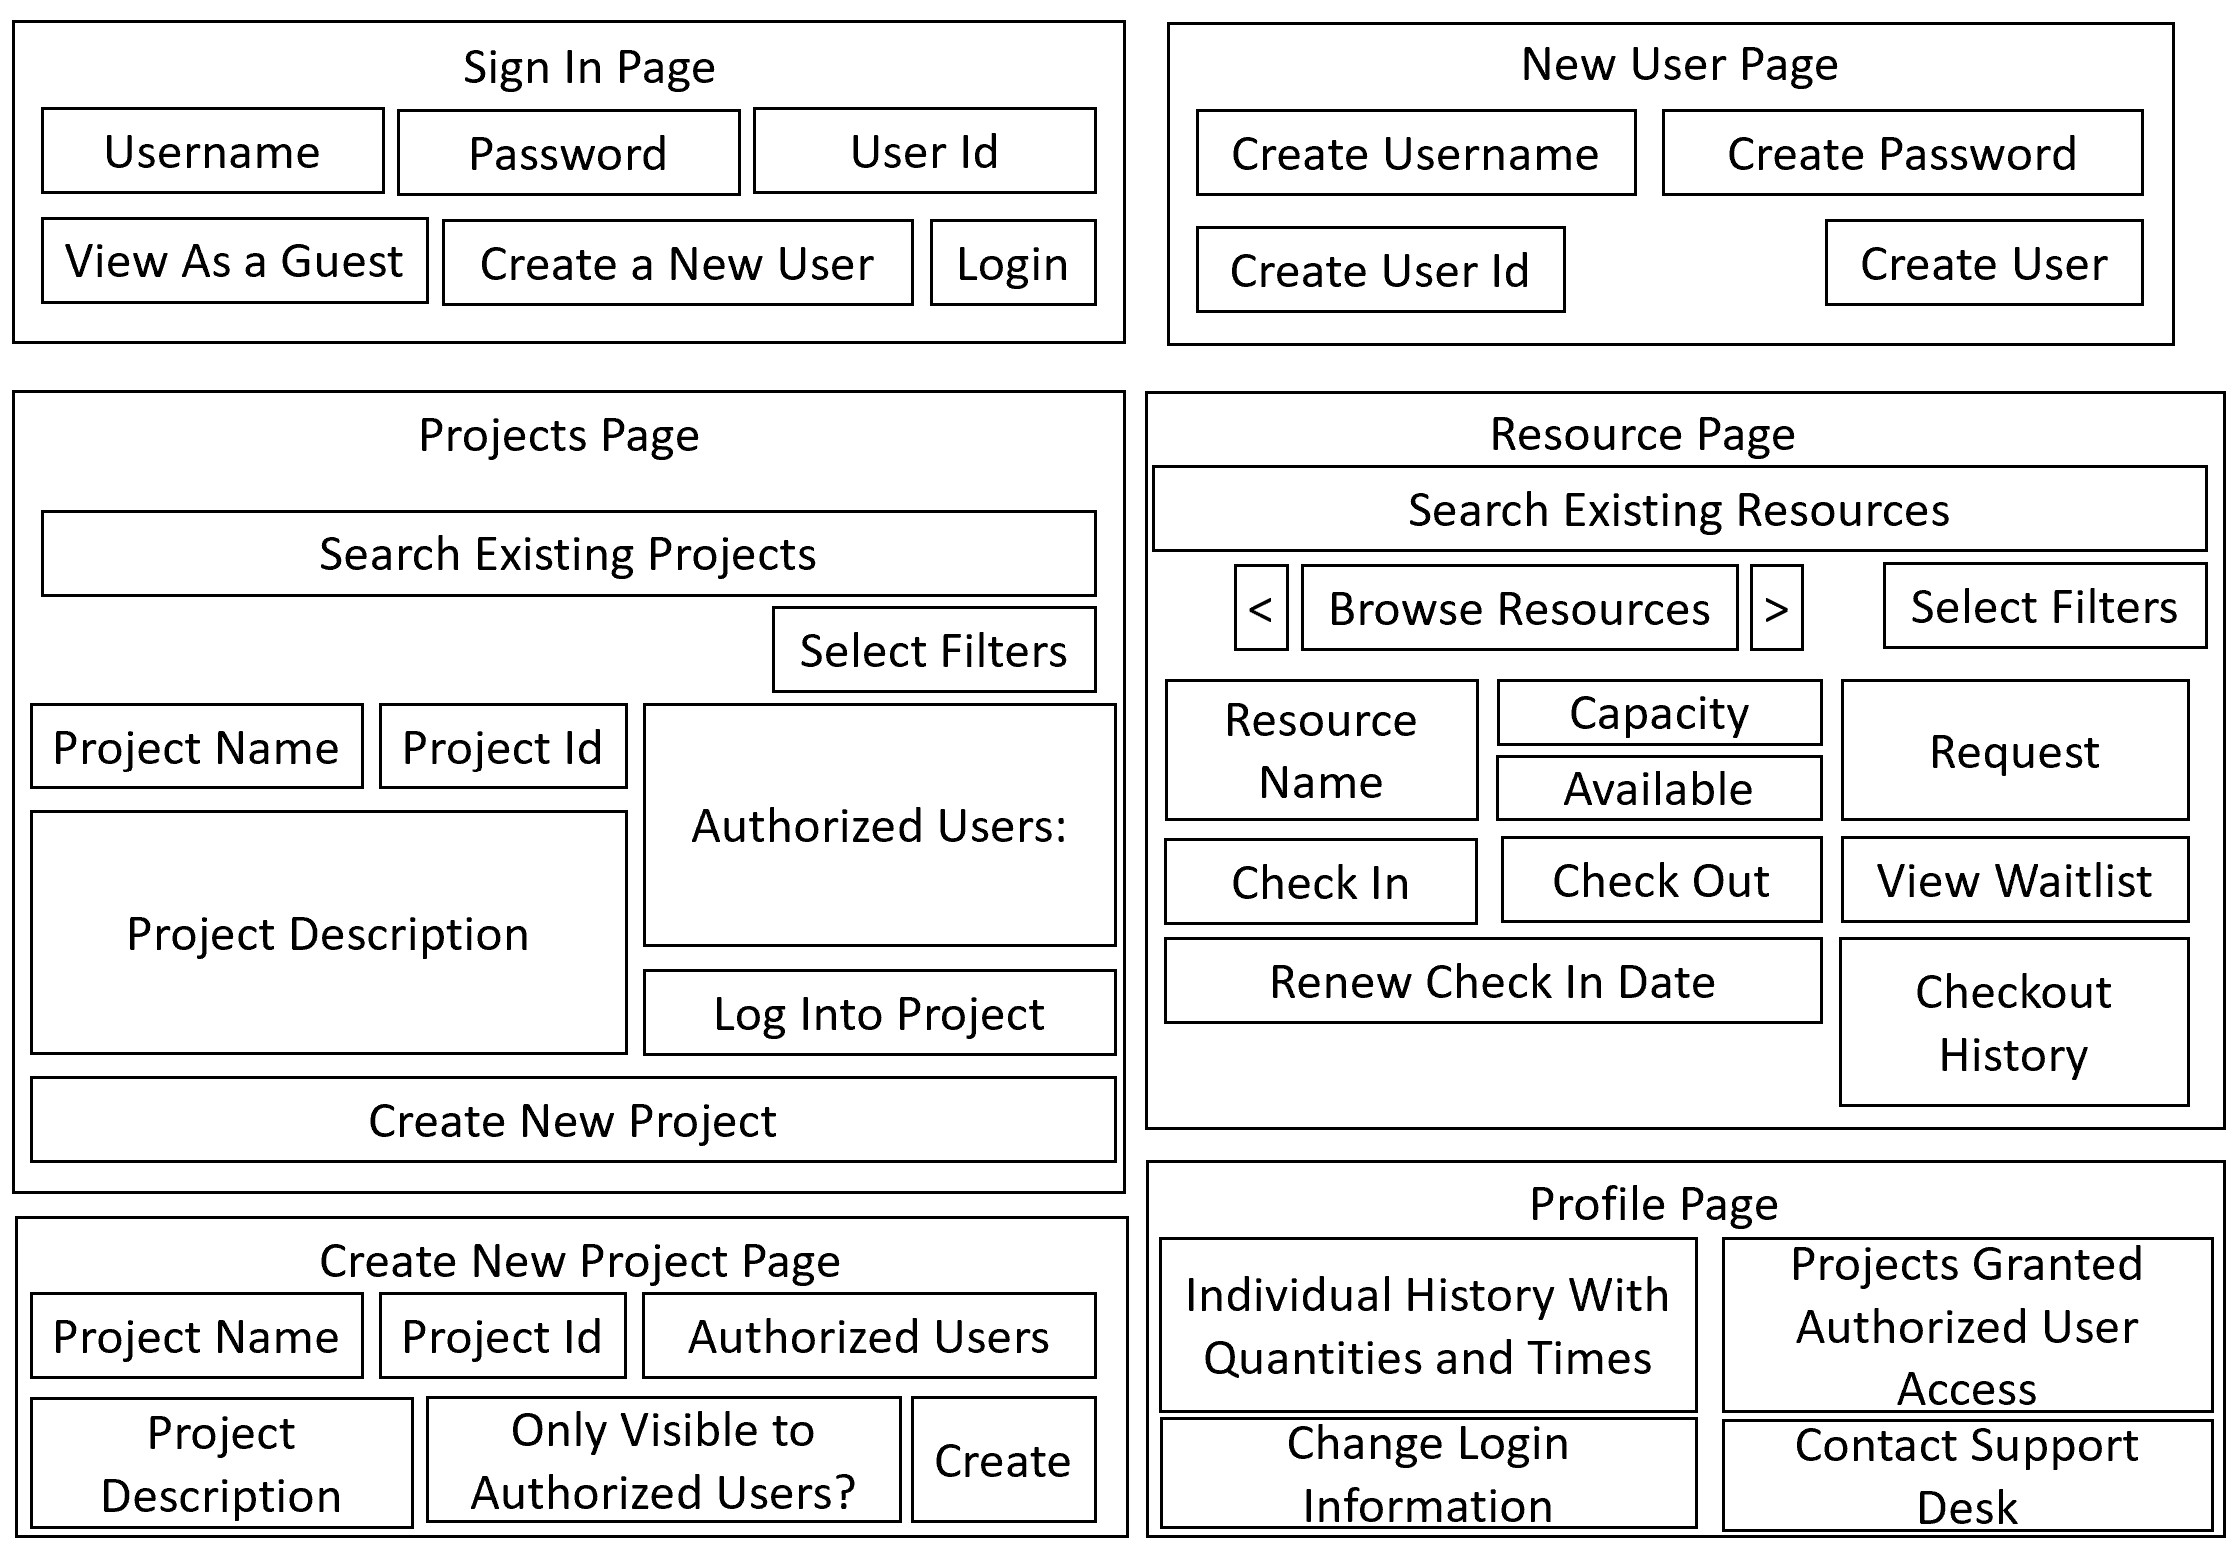 Sign In Page
Username
Password
User Id
View As a Guest
Create a New User
Login
New User Page
Create Username
Create Password
Create User Id
Create User
Projects Page
Search Existing Projects
Select Filters
Project Name
Project Id
Authorized Users:
Project Description
Log Into Project
Create New Project
Resource Page
Search Existing Resources
<
Browse Resources
>
Select Filters
Resource
Name
Capacity
Available
Request
Check In
Check Out
View Waitlist
Renew Check In Date
Checkout
History
Create New Project Page
Project Name
Project Id
Authorized Users
Project
Description
Only Visible to
Authorized Users?
Create
Profile Page
Individual History With
Quantities and Times
Projects Granted
Authorized User
Access
Change Login
Information
Contact Support
Desk